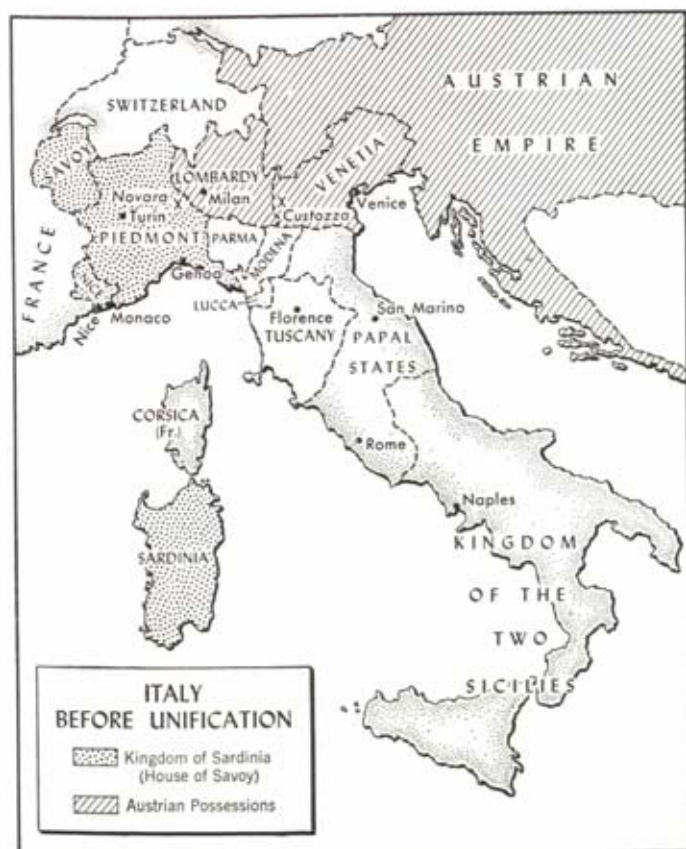 AUSTRIAN
EMPIRE
SWITZERLAND
SAVOY
LOMBARDY
VENETIA
Novara
Milan
Turin
Custozza
Venice
PIEDMONT
PARMA
MODENA
FRANCE
Genoa
NICE
LUCCA
Nice
Monaco
Florence
TUSCANY
San Marino
PAPAL
STATES
CORSICA
(Fr.)
Rome
Naples
SARDINIA
KINGDOM
OF THE
TWO
SICILIES
ITALY
BEFORE UNIFICATION
Kingdom of Sardinia
(House of Savoy)
Austrian Possessions